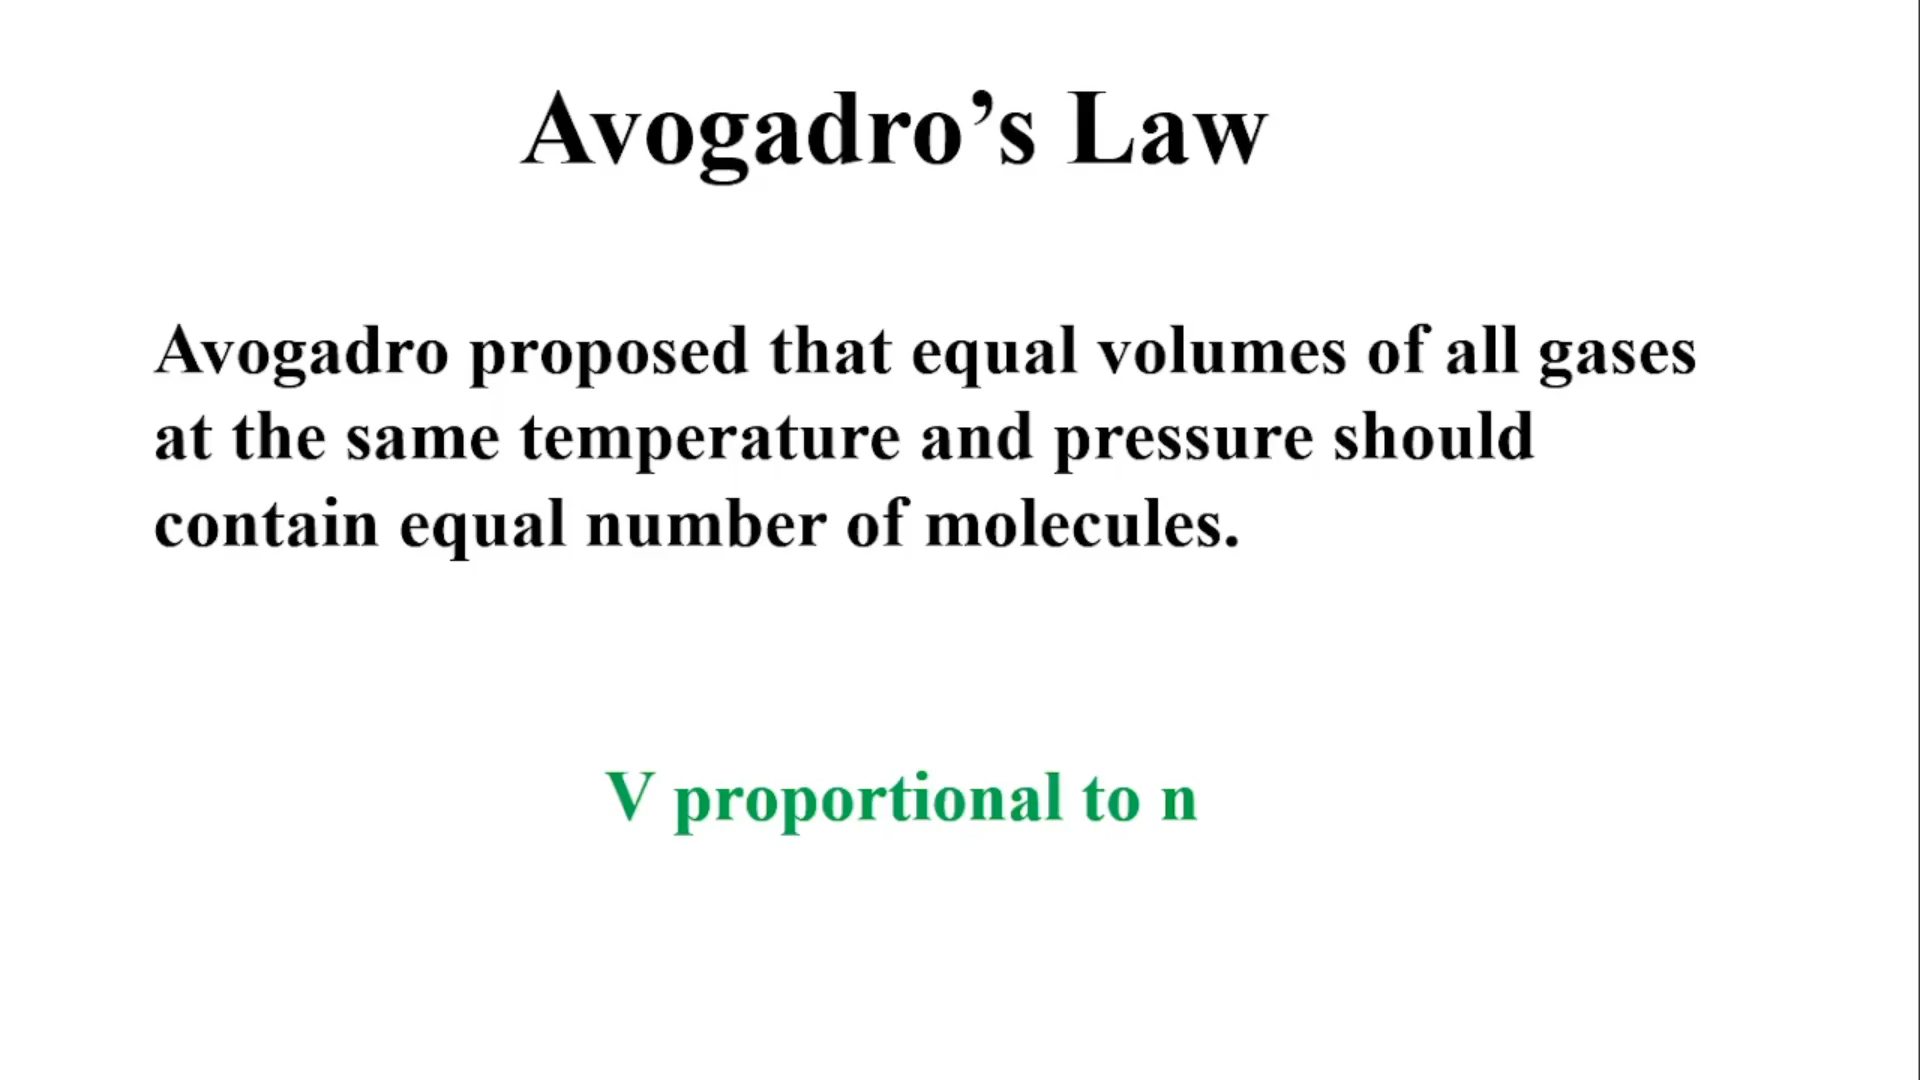 Avogadro’s Law
Avogadro proposed that equal volumes of all gases
at the same temperature and pressure should
contain equal number of molecules.
V proportional to n